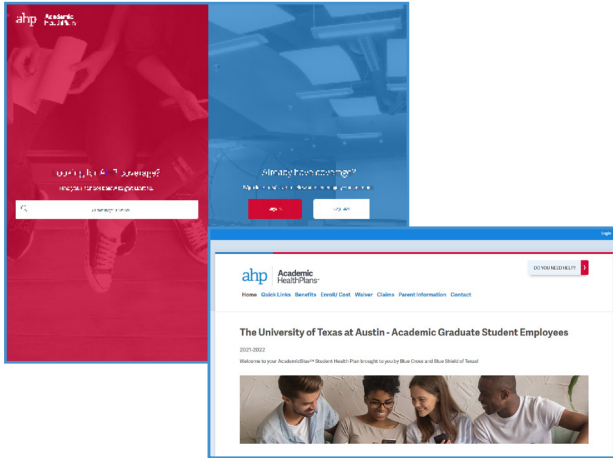 ahp Academic
HealthPlans
coverage?
Already have coverage?
Login
ahp Academic
HealthPlans
DO YOU NEED HELP?
Home Quick Links Benefits Enroll/ Cost Waiver Claims Parent Information Contact
The University of Texas at Austin - Academic Graduate Student Employees
2021-2022
Welcome to your AcademicBlue℠ Student Health Plan brought to you by Blue Cross and Blue Shield of Texas!